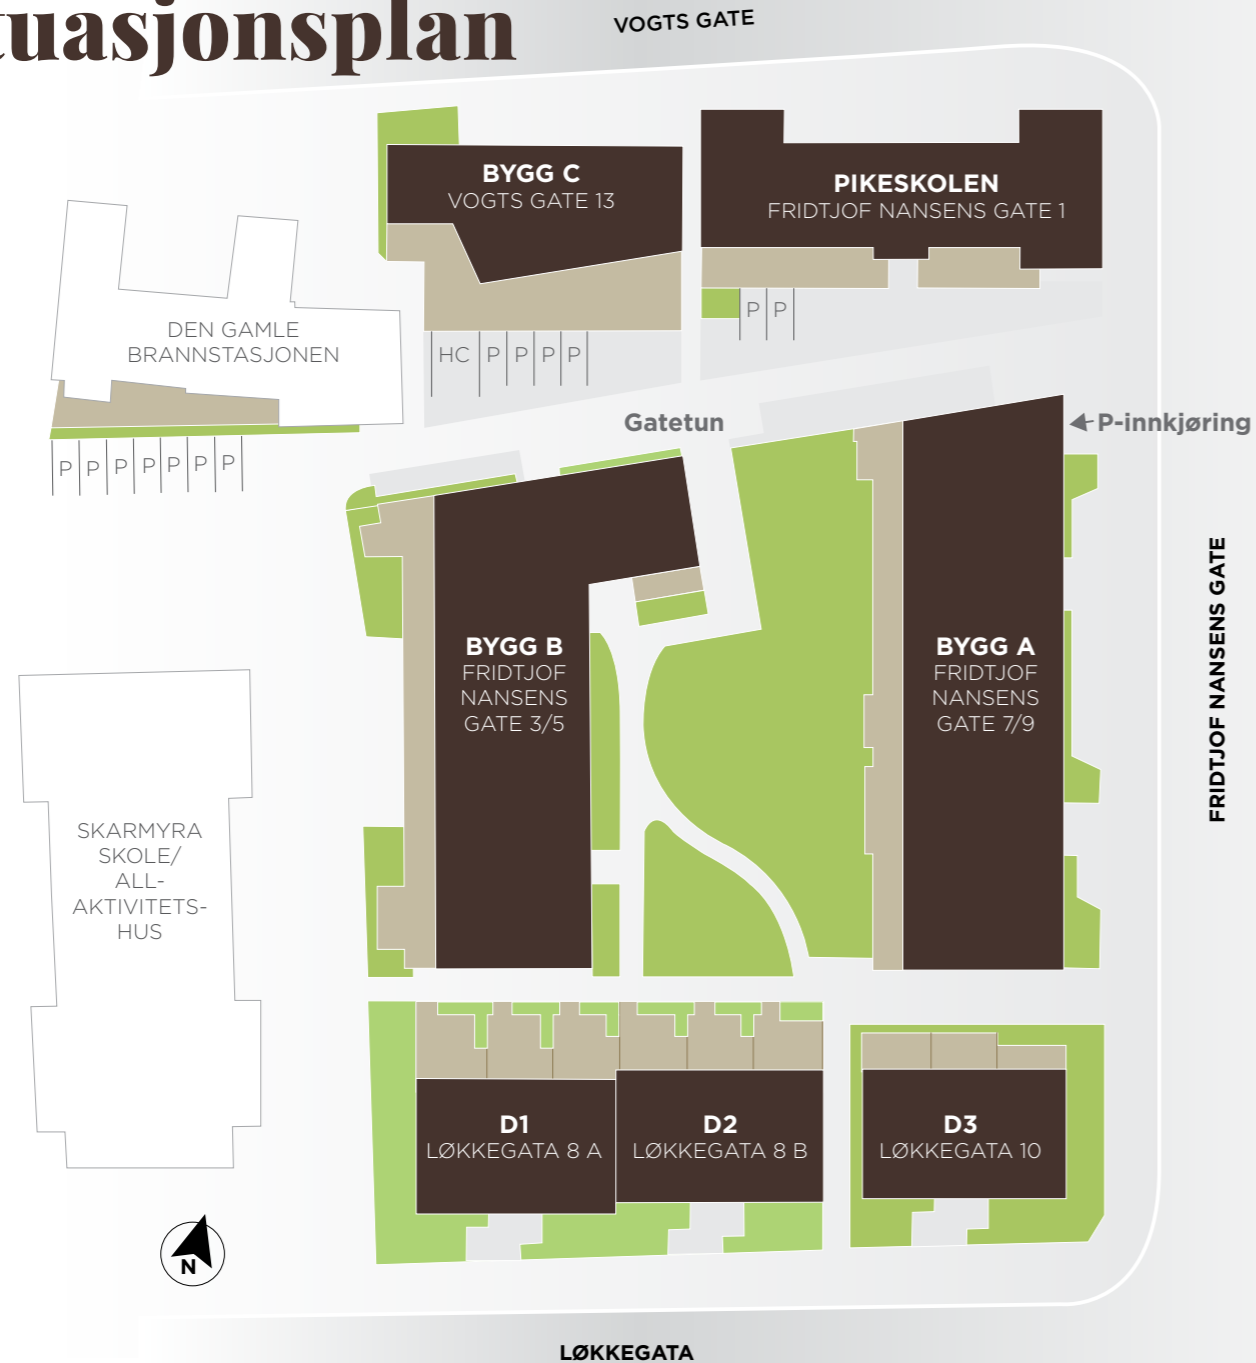 tuasjonsplan
VOGTS GATE
BYGG C
VOGTS GATE 13
PIKESKOLEN
FRIDTJOF NANSENS GATE 1
DEN GAMLE
BRANNSTASJONEN
P P
HC P P P P
Gatetun
P-innkjøring
P P P P P P P
FRIDTJOF NANSENS GATE
BYGG B
FRIDTJOF
NANSENS
GATE 3/5
BYGG A
FRIDTJOF
NANSENS
GATE 7/9
SKARMYRA
SKOLE/
ALL-
AKTIVITETS-
HUS
D1
LØKKEGATA 8 A
D2
LØKKEGATA 8 B
D3
LØKKEGATA 10
N
LØKKEGATA